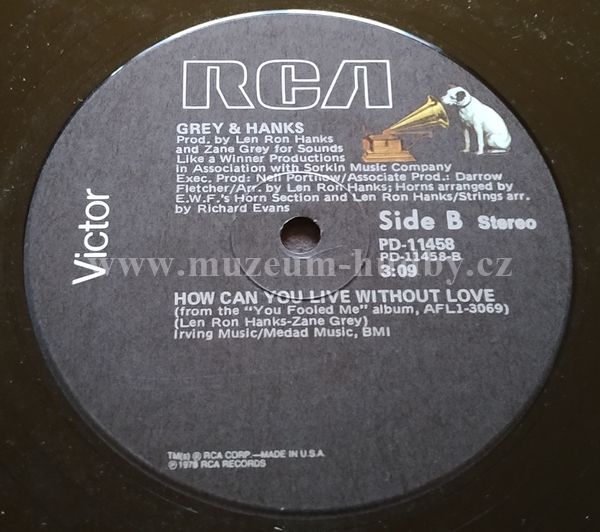 RCA
GREY & HANKS
Prod. by Len Ron Hanks
and Zane Grey for Sounds
Like a Winner Productions
in Association with Sorkin Music Company
Exec. Prod: Neil Portnow/Associate Prod.: Darrow
Fletcher/Arr. by Len Ron Hanks; Horns arranged by
E.W.F.'s Horn Section and Len Ron Hanks/Strings arr.
by Richard Evans
Victor
Side B Stereo
PD-11458
PD-11458-B
3:09
www.muzeum-hudby.cz
HOW CAN YOU LIVE WITHOUT LOVE
(from the "You Fooled Me" album, AFL1-3069)
(Len Ron Hanks-Zane Grey)
Irving Music/Medad Music, BMI
TM(s) ® RCA CORP.—MADE IN U.S.A.
℗ 1978 RCA RECORDS